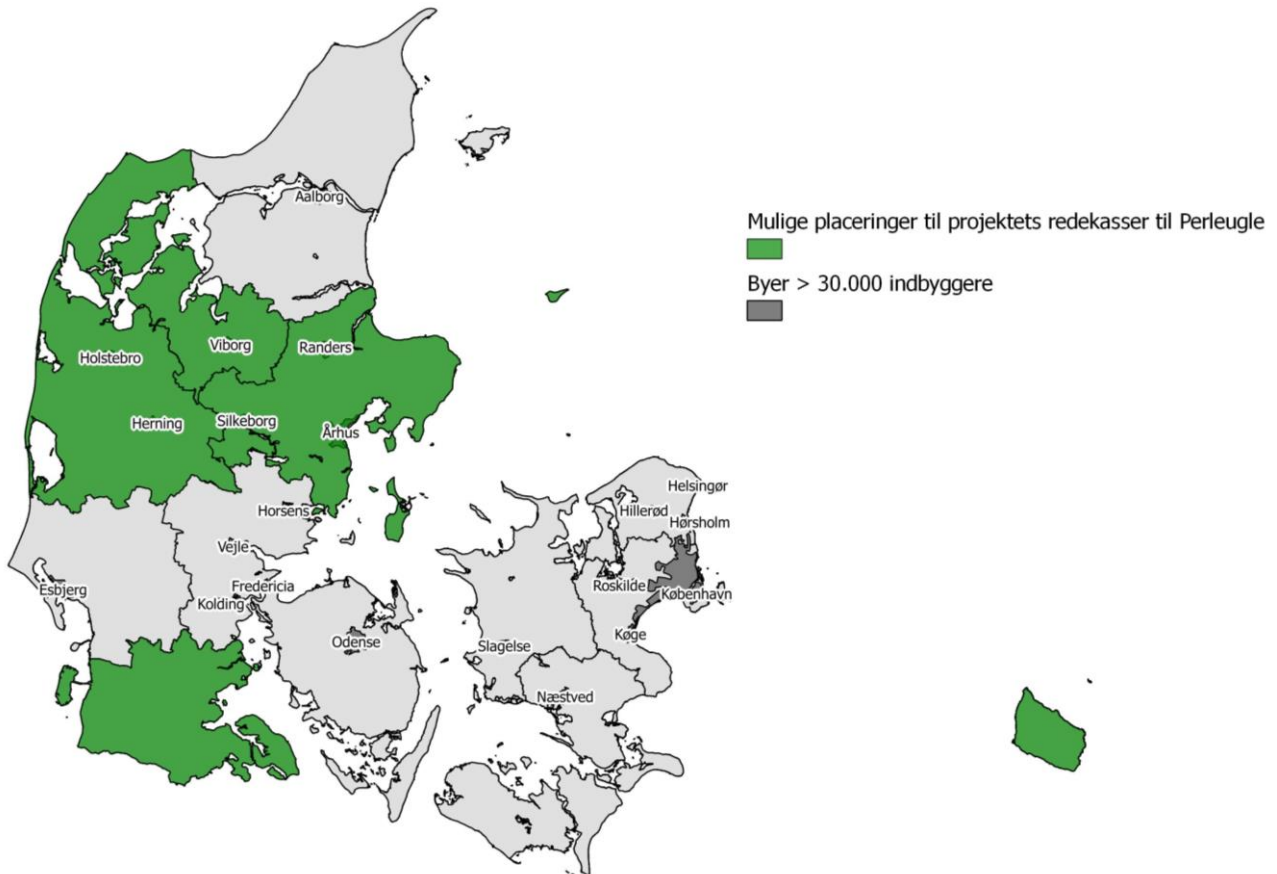 Aalborg
Mulige placeringer til projektets redekasser til Perleugle
Byer > 30.000 indbyggere
Viborg
Randers
Holstebro
Herning
Silkeborg
Århus
Helsingør
Hillerød
Hørsholm
Horsens
Vejle
Esbjerg
Fredericia
Kolding
Roskilde
København
Køge
Odense
Slagelse
Næstved